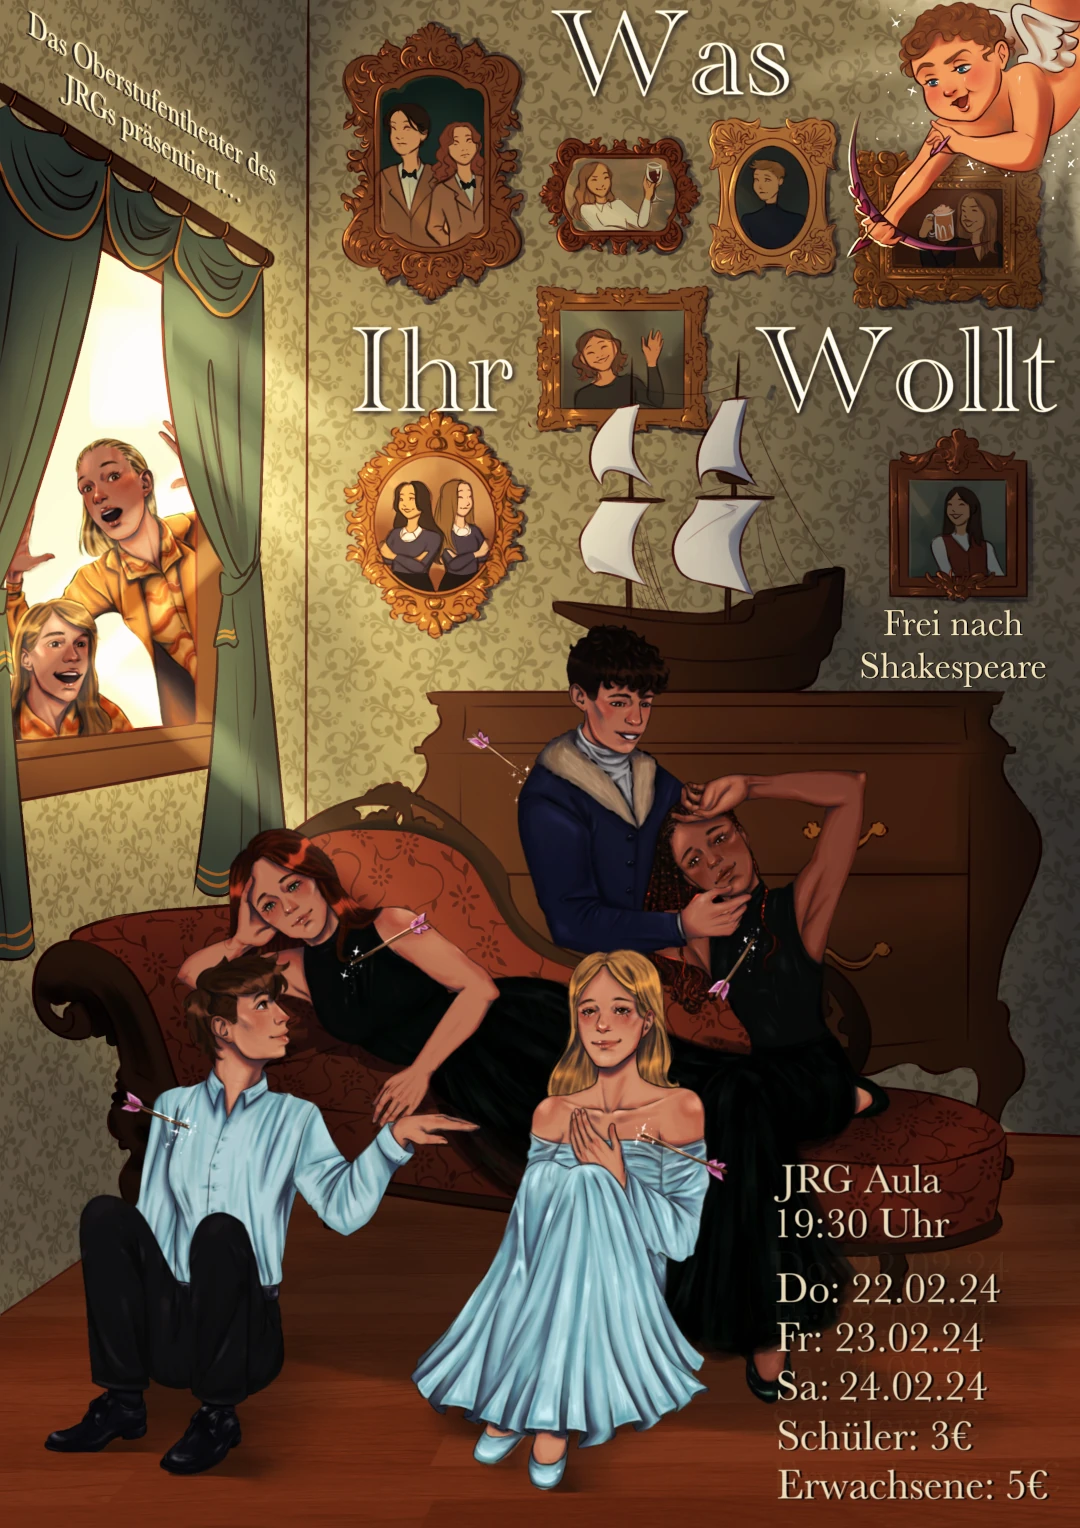 Das Oberstufentheater des
JRGs präsentiert...
Was
Ihr Wollt
Frei nach
Shakespeare
JRG Aula
19:30 Uhr
Do: 22.02.24
Fr: 23.02.24
Sa: 24.02.24
Schüler: 3€
Erwachsene: 5€